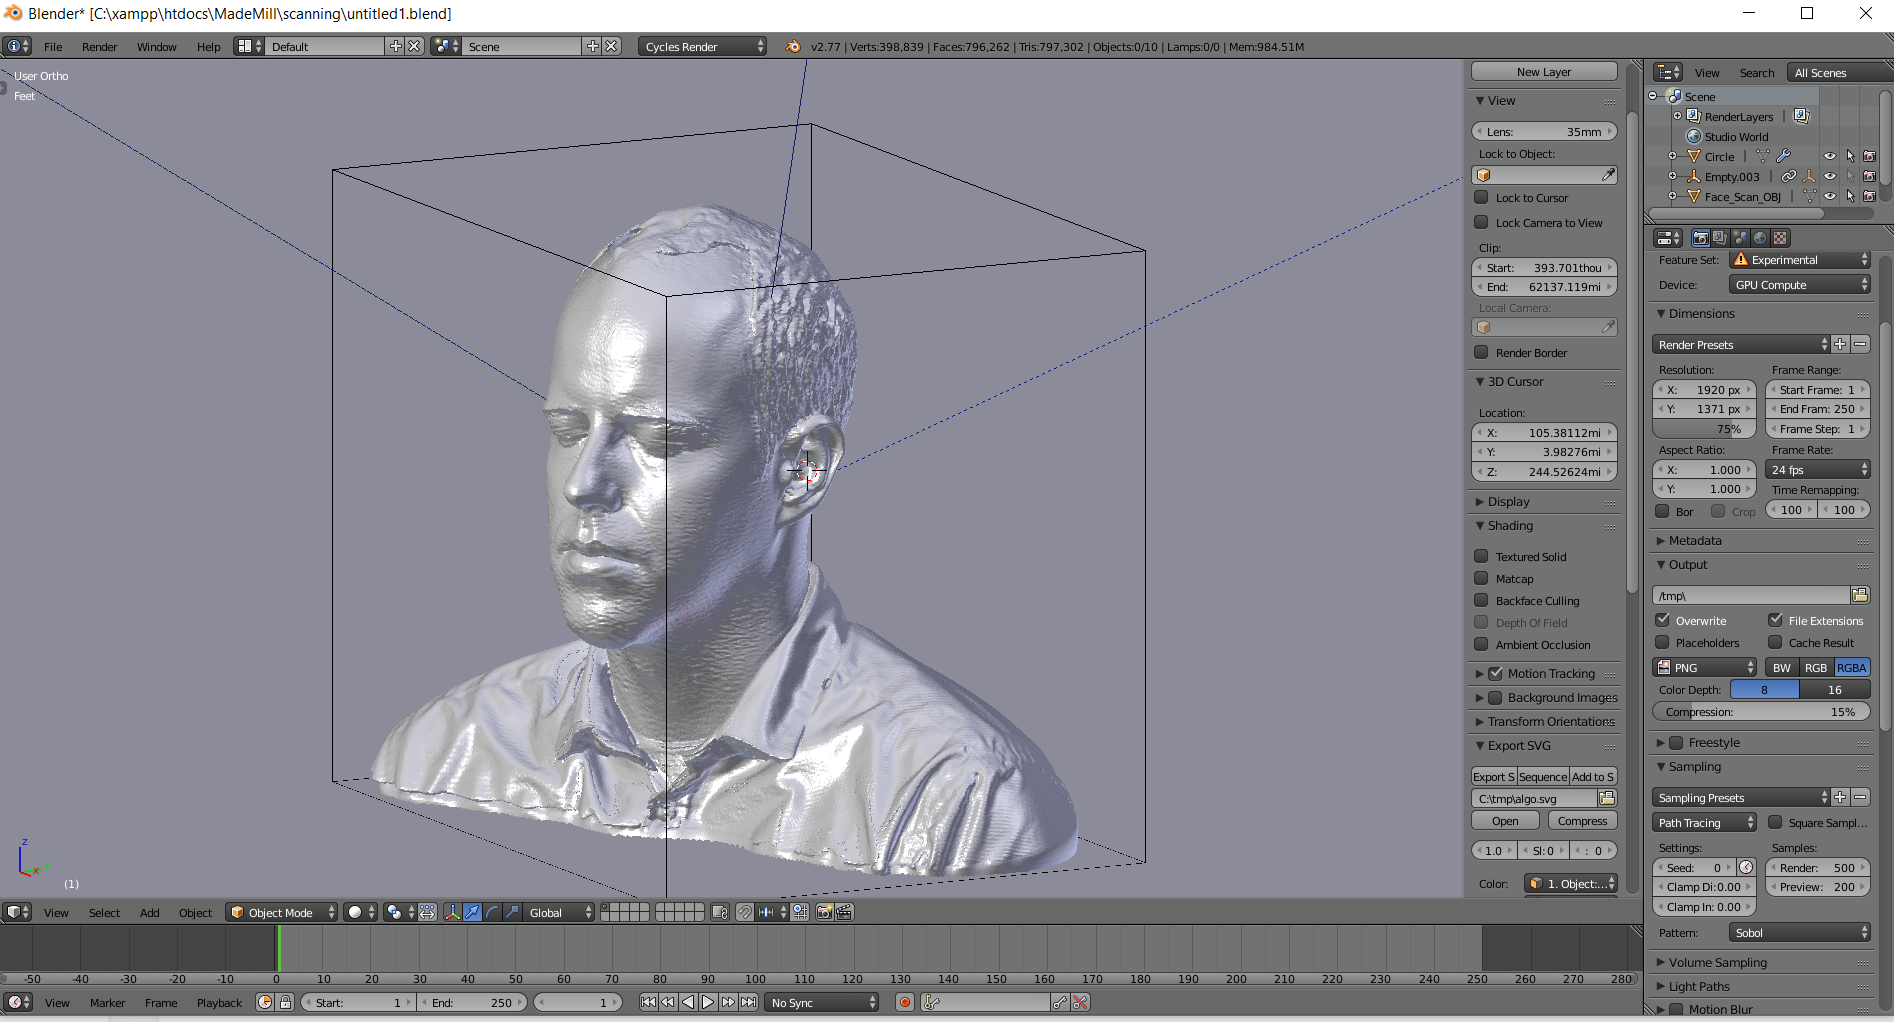 Blender* [C:\xampp\htdocs\MadeMill\scanning\untitled1.blend]
File Render Window Help Default Scene Cycles Render v2.77 | Verts:398,839 | Faces:796,262 | Tris:797,302 | Objects:0/10 | Lamps:0/0 | Mem:984.51M
User Ortho
Feet
z
y
x
(1)
New Layer
View
Lens: 35mm
Lock to Object:
Lock to Cursor
Lock Camera to View
Clip:
Start: 393.701thou
End: 62137.119mi
Local Camera:
Render Border
3D Cursor
Location:
X: 105.38112mi
Y: 3.98276mi
Z: 244.52624mi
Display
Shading
Textured Solid
Matcap
Backface Culling
Depth Of Field
Ambient Occlusion
Motion Tracking
Background Images
Transform Orientations
Export SVG
Export S Sequence Add to S
C:\tmp\algo.svg
Open Compress
1.0 Sl: 0 : 0
Color: 1. Object:...
View Search All Scenes
Scene
RenderLayers |
Studio World
Circle |
Empty.003 |
Face_Scan_OBJ |
Feature Set: Experimental
Device: GPU Compute
Dimensions
Render Presets
Resolution: Frame Range:
X: 1920 px Start Frame: 1
Y: 1371 px End Fram: 250
75% Frame Step: 1
Aspect Ratio: Frame Rate:
X: 1.000 24 fps
Y: 1.000 Time Remapping:
Bor Crop 100 100
Metadata
Output
/tmp\
Overwrite File Extensions
Placeholders Cache Result
PNG BW RGB RGBA
Color Depth: 8 16
Compression: 15%
Freestyle
Sampling
Sampling Presets
Path Tracing Square Sampl...
Settings: Samples:
Seed: 0 Render: 500
Clamp Di:0.00 Preview: 200
Clamp In: 0.00
Pattern: Sobol
Volume Sampling
Light Paths
Motion Blur
View Select Add Object Object Mode Global
-50 -40 -30 -20 -10 0 10 20 30 40 50 60 70 80 90 100 110 120 130 140 150 160 170 180 190 200 210 220 230 240 250 260 270 280
View Marker Frame Playback Start: 1 End: 250 1 No Sync